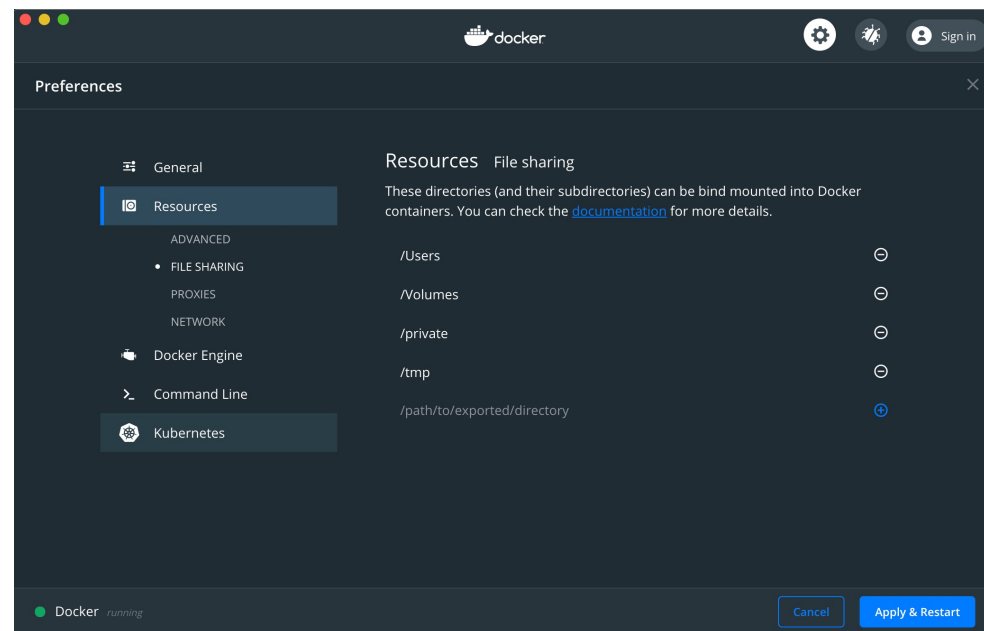 docker
Sign in
Preferences
General
Resources
ADVANCED
FILE SHARING
PROXIES
NETWORK
Docker Engine
Command Line
Kubernetes
Resources File sharing
These directories (and their subdirectories) can be bind mounted into Docker
containers. You can check the documentation for more details.
/Users
/Volumes
/private
/tmp
/path/to/exported/directory
Docker running
Cancel
Apply & Restart